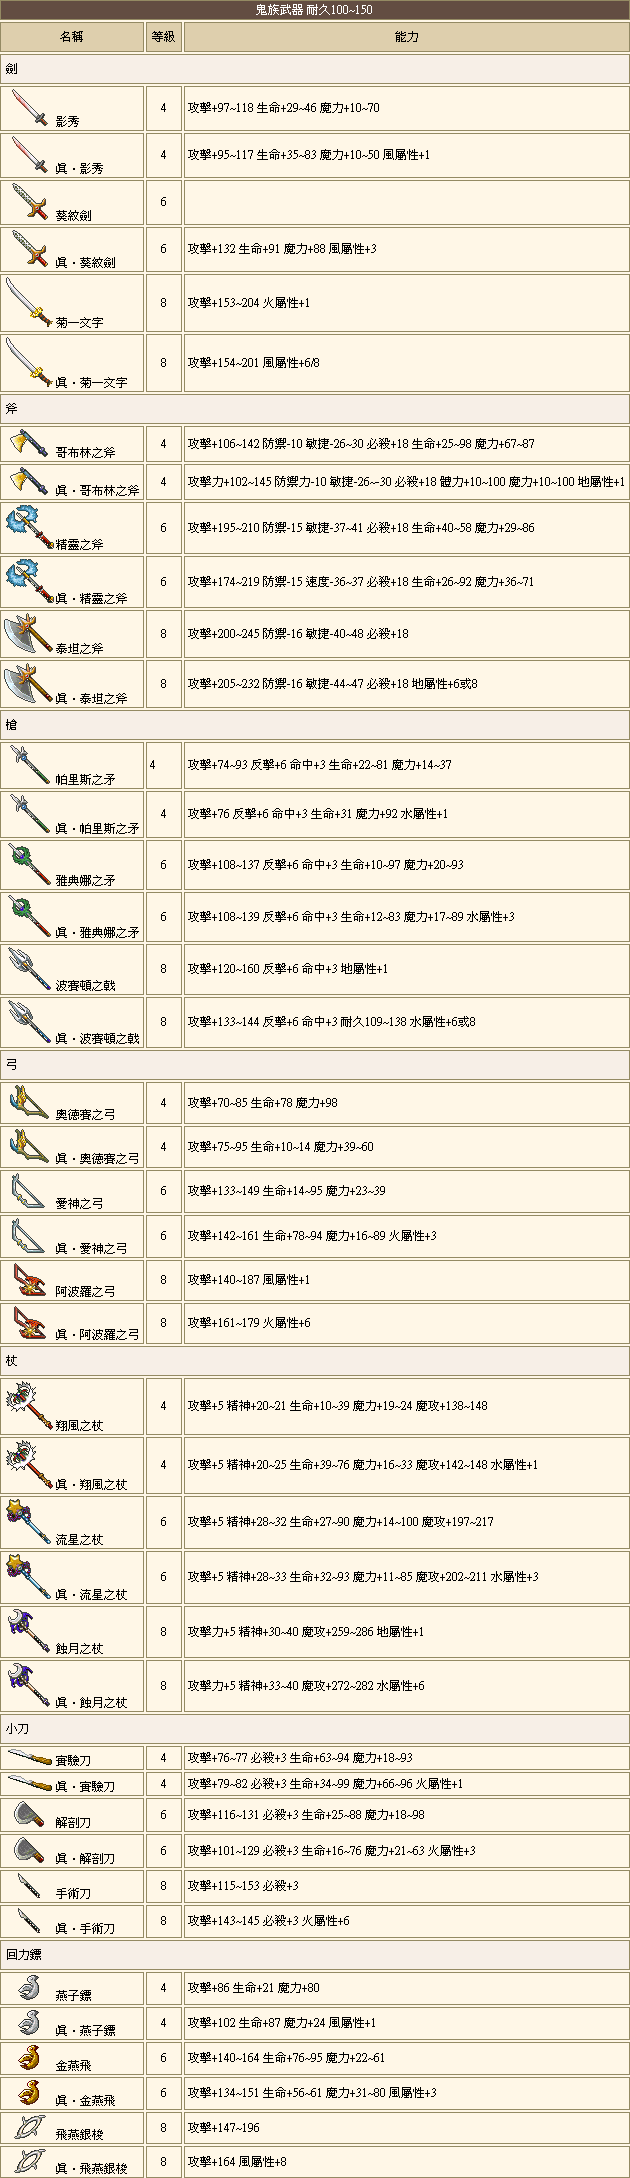 鬼族武器 耐久100~150
名稱 等級 能力
劍
影秀 4 攻擊+97~118 生命+29~46 魔力+10~70
眞・影秀 4 攻擊+95~117 生命+35~83 魔力+10~50 風屬性+1
葵紋劍 6
眞・葵紋劍 6 攻擊+132 生命+91 魔力+88 風屬性+3
菊一文字 8 攻擊+153~204 火屬性+1
眞・菊一文字 8 攻擊+154~201 風屬性+6/8
斧
哥布林之斧 4 攻擊+106~142 防禦-10 敏捷-26~30 必殺+18 生命+25~98 魔力+67~87
眞・哥布林之斧 4 攻擊力+102~145 防禦力-10 敏捷-26~-30 必殺+18 體力+10~100 魔力+10~100 地屬性+1
精靈之斧 6 攻擊+195~210 防禦-15 敏捷-37~41 必殺+18 生命+40~58 魔力+29~86
眞・精靈之斧 6 攻擊+174~219 防禦-15 速度-36~37 必殺+18 生命+26~92 魔力+36~71
泰坦之斧 8 攻擊+200~245 防禦-16 敏捷-40~48 必殺+18
眞・泰坦之斧 8 攻擊+205~232 防禦-16 敏捷-44~47 必殺+18 地屬性+6或8
槍
帕里斯之矛 4 攻擊+74~93 反擊+6 命中+3 生命+22~81 魔力+14~37
眞・帕里斯之矛 4 攻擊+76 反擊+6 命中+3 生命+31 魔力+92 水屬性+1
雅典娜之矛 6 攻擊+108~137 反擊+6 命中+3 生命+10~97 魔力+20~93
眞・雅典娜之矛 6 攻擊+108~139 反擊+6 命中+3 生命+12~83 魔力+17~89 水屬性+3
波賽頓之戟 8 攻擊+120~160 反擊+6 命中+3 地屬性+1
眞・波賽頓之戟 8 攻擊+133~144 反擊+6 命中+3 耐久109~138 水屬性+6或8
弓
奧德賽之弓 4 攻擊+70~85 生命+78 魔力+98
眞・奧德賽之弓 4 攻擊+75~95 生命+10~14 魔力+39~60
愛神之弓 6 攻擊+133~149 生命+14~95 魔力+23~39
眞・愛神之弓 6 攻擊+142~161 生命+78~94 魔力+16~89 火屬性+3
阿波羅之弓 8 攻擊+140~187 風屬性+1
眞・阿波羅之弓 8 攻擊+161~179 火屬性+6
杖
翔風之杖 4 攻擊+5 精神+20~21 生命+10~39 魔力+19~24 魔攻+138~148
眞・翔風之杖 4 攻擊+5 精神+20~25 生命+39~76 魔力+16~33 魔攻+142~148 水屬性+1
流星之杖 6 攻擊+5 精神+28~32 生命+27~90 魔力+14~100 魔攻+197~217
眞・流星之杖 6 攻擊+5 精神+28~33 生命+32~93 魔力+11~85 魔攻+202~211 水屬性+3
蝕月之杖 8 攻擊力+5 精神+30~40 魔攻+259~286 地屬性+1
眞・蝕月之杖 8 攻擊力+5 精神+33~40 魔攻+272~282 水屬性+6
小刀
實驗刀 4 攻擊+76~77 必殺+3 生命+63~94 魔力+18~93
眞・實驗刀 4 攻擊+79~82 必殺+3 生命+34~99 魔力+66~96 火屬性+1
解剖刀 6 攻擊+116~131 必殺+3 生命+25~88 魔力+18~98
眞・解剖刀 6 攻擊+101~129 必殺+3 生命+16~76 魔力+21~63 火屬性+3
手術刀 8 攻擊+115~153 必殺+3
眞・手術刀 8 攻擊+143~145 必殺+3 火屬性+6
回力鏢
燕子鏢 4 攻擊+86 生命+21 魔力+80
眞・燕子鏢 4 攻擊+102 生命+87 魔力+24 風屬性+1
金燕飛 6 攻擊+140~164 生命+76~95 魔力+22~61
眞・金燕飛 6 攻擊+134~151 生命+56~61 魔力+31~80 風屬性+3
飛燕銀梭 8 攻擊+147~196
眞・飛燕銀梭 8 攻擊+164 風屬性+8